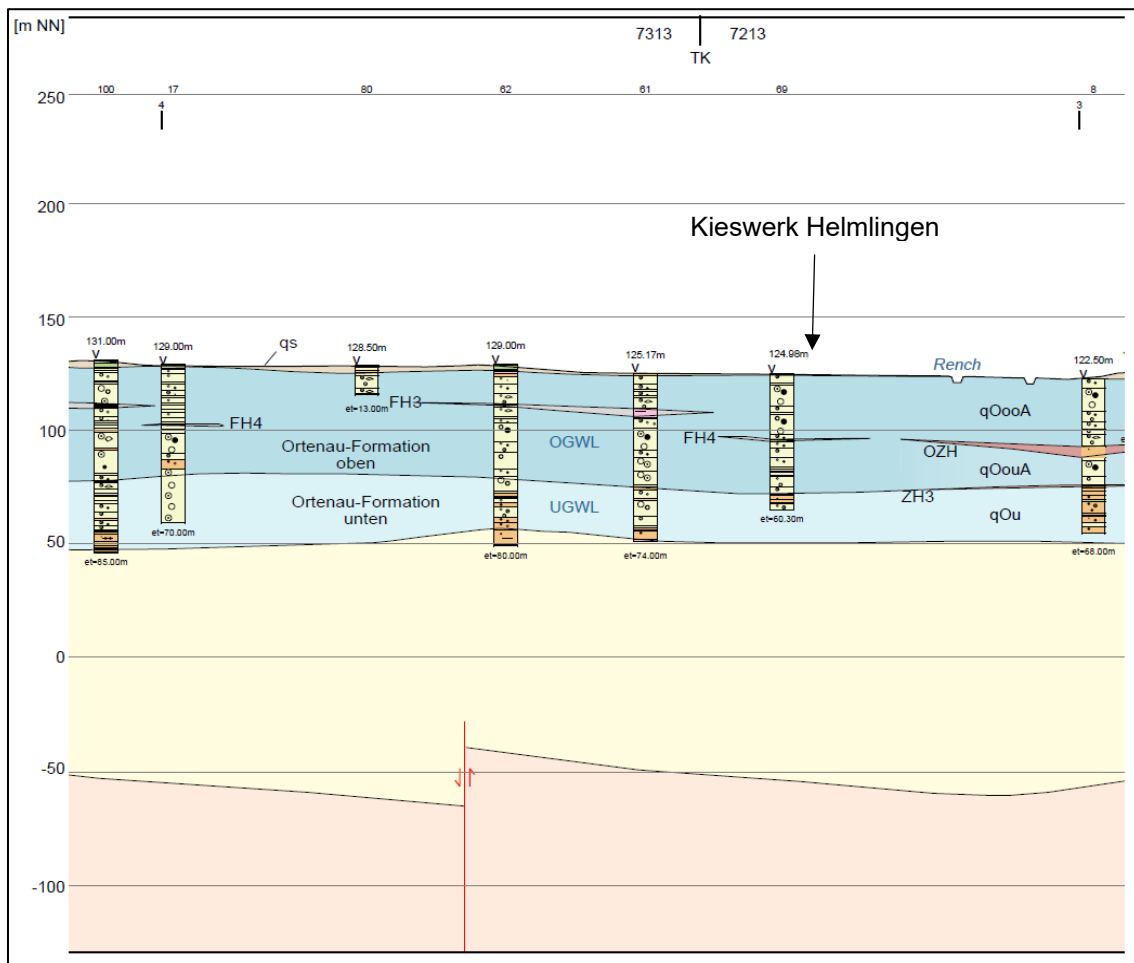 [m NN]
7313 7213
TK
250
100 17 80 62 61 69 8
4 3
200
Kieswerk Helmlingen
150
131.00m 129.00m qs 128.50m 129.00m 125.17m 124.98m Rench 122.50m
et=13.00m FH3 qOooA
100 FH4 Ortenau-Formation oben OGWL FH4 OZH
qOouA
Ortenau-Formation unten UGWL ZH3 qOu
50 et=85.00m et=70.00m et=80.00m et=74.00m et=60.30m et=68.00m
0
-50
-100